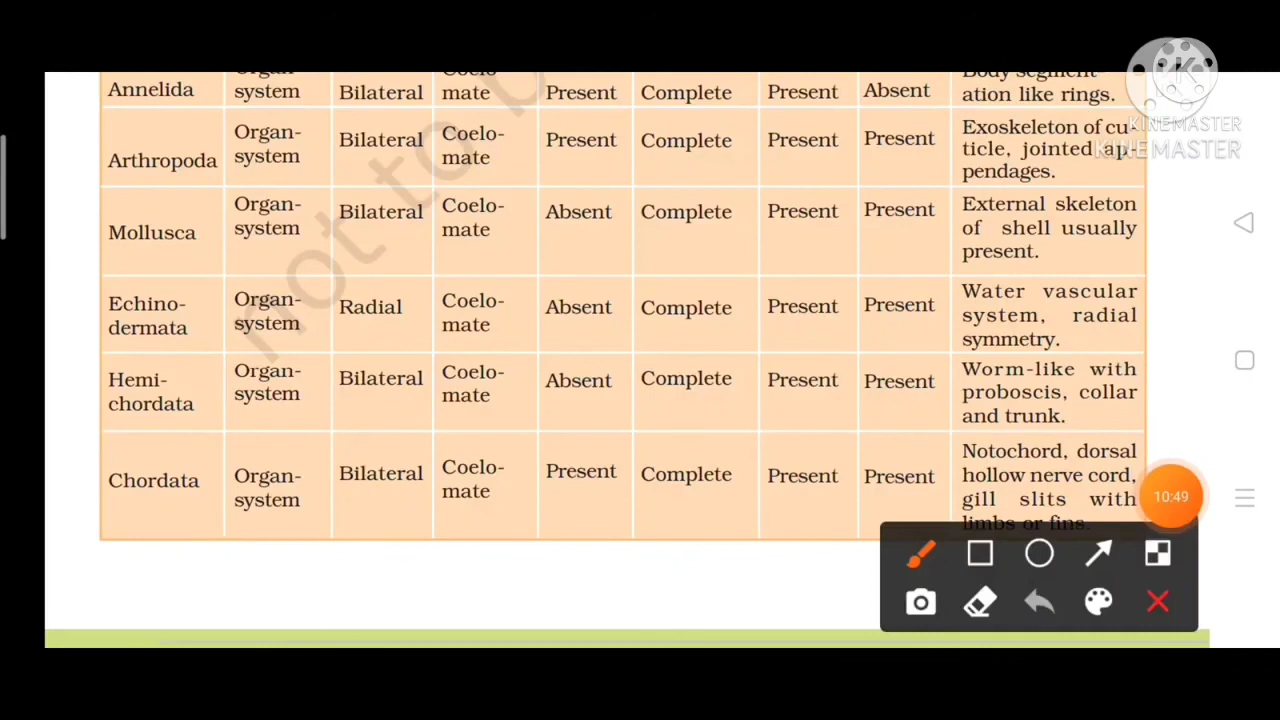 Annelida system Bilateral mate Present Complete Present Absent ation like rings.
Arthropoda Organ- system Bilateral Coelo- mate Present Complete Present Present Exoskeleton of cu- ticle, jointed ap- pendages.
Mollusca Organ- system Bilateral Coelo- mate Absent Complete Present Present External skeleton of shell usually present.
Echino- dermata Organ- system Radial Coelo- mate Absent Complete Present Present Water vascular system, radial symmetry.
Hemi- chordata Organ- system Bilateral Coelo- mate Absent Complete Present Present Worm-like with proboscis, collar and trunk.
Chordata Organ- system Bilateral Coelo- mate Present Complete Present Present Notochord, dorsal hollow nerve cord, gill slits with limbs or fins.
not to b
KINEMASTER
KINEMASTER
10:49